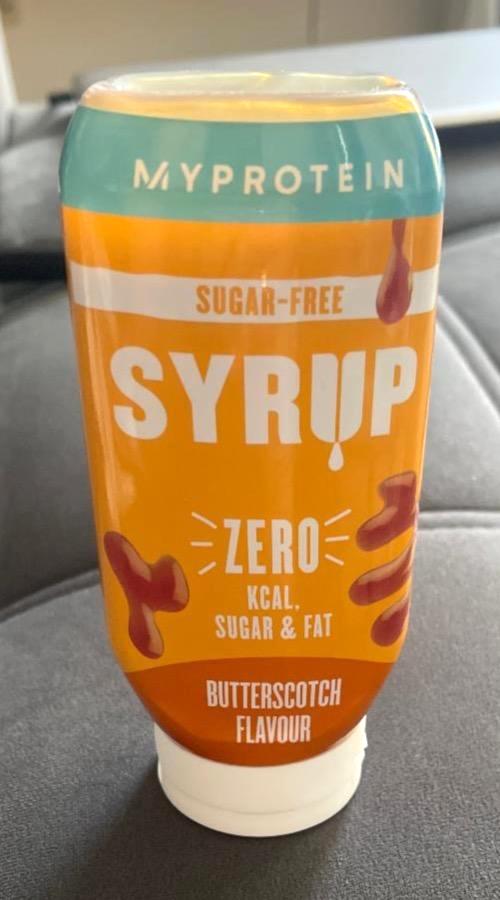 MYPROTEIN
SUGAR-FREE
SYRUP
ZERO
KCAL,
SUGAR & FAT
BUTTERSCOTCH
FLAVOUR